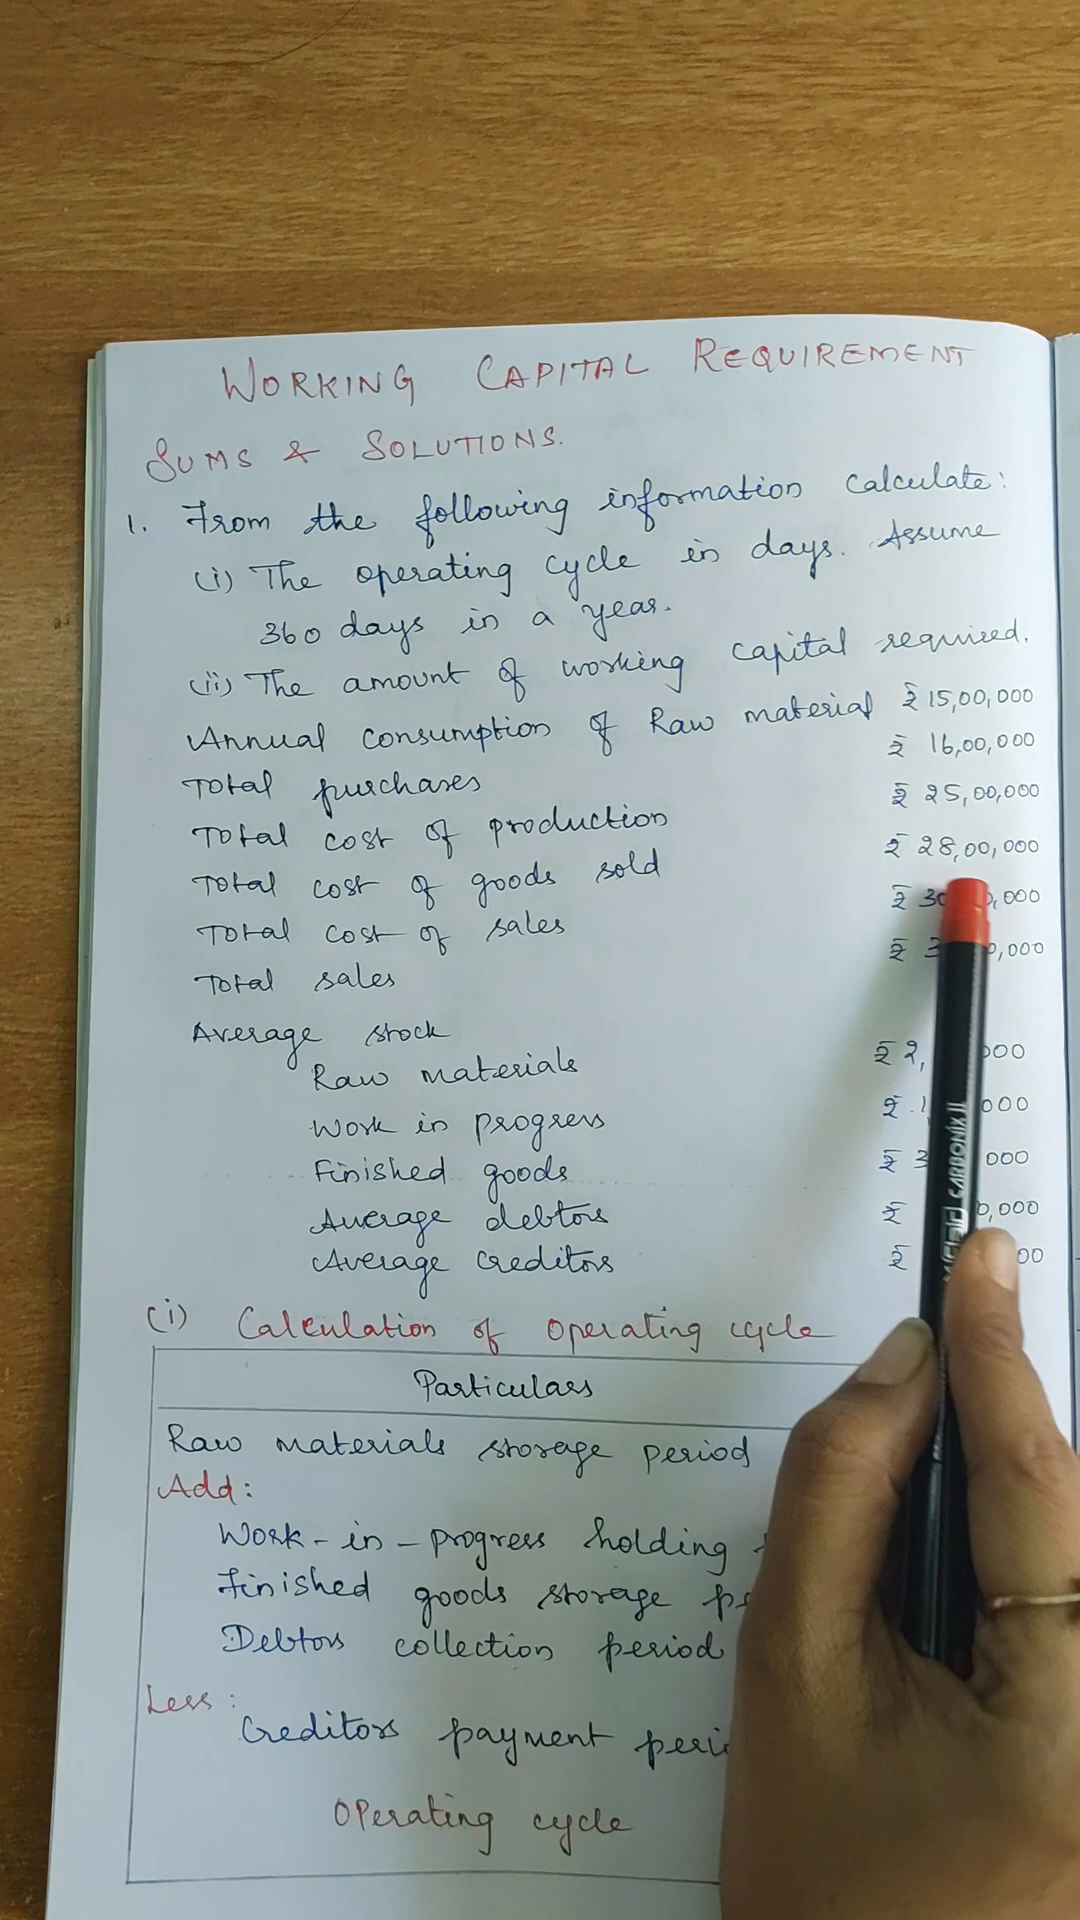 WORKING CAPITAL REQUIREMENT
SUMS & SOLUTIONS.
1. From the following information calculate:
(i) The operating cycle in days. Assume
360 days in a year.
(ii) The amount of working capital required.
Annual consumption of Raw material ₹ 15,00,000
Total purchases ₹ 16,00,000
Total cost of production ₹ 25,00,000
Total cost of goods sold ₹ 28,00,000
Total cost of sales ₹
Total sales ₹
Average stock
Raw materials ₹
Work in progress ₹
Finished goods ₹
Average debtors ₹
Average creditors ₹
(i) Calculation of operating cycle
Particulars
Raw materials storage period
Add:
Work-in-progress holding
Finished goods storage
Debtors collection period
Less:
Creditors payment
Operating cycle
CARBONIX II